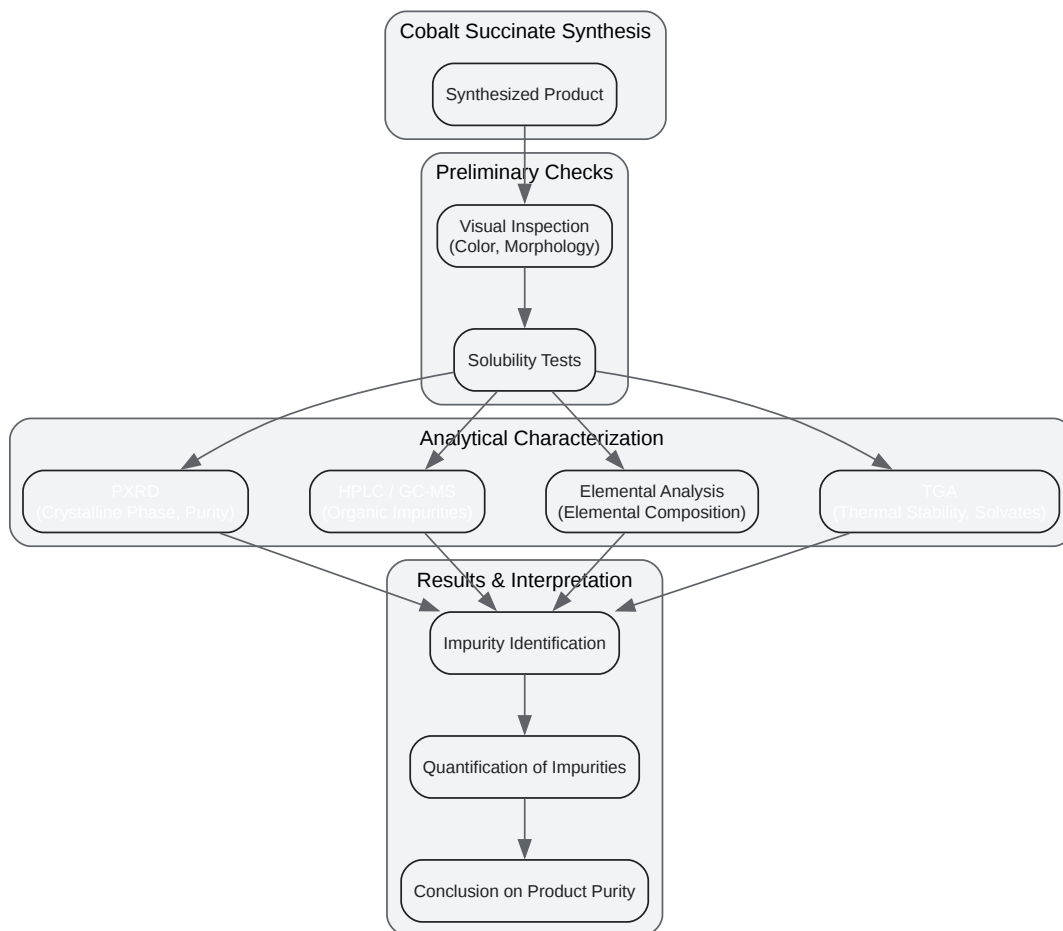 Cobalt Succinate Synthesis
Synthesized Product
Preliminary Checks
Visual Inspection
(Color, Morphology)
Solubility Tests
Analytical Characterization
PXRD
(Crystalline Phase, Purity)
HPLC / GC-MS
(Organic Impurities)
Elemental Analysis
(Elemental Composition)
TGA
(Thermal Stability, Solvates)
Results & Interpretation
Impurity Identification
Quantification of Impurities
Conclusion on Product Purity